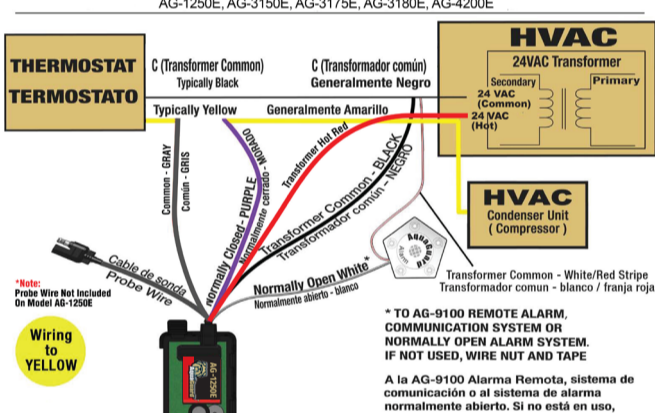 AG-1250E, AG-3150E, AG-3175E, AG-3180E, AG-4200E
THERMOSTAT
TERMOSTATO
C (Transformer Common)
Typically Black
C (Transformador común)
Generalmente Negro
HVAC
24VAC Transformer
Secondary
Primary
24 VAC
(Common)
24 VAC
(Hot)
Typically Yellow
Generalmente Amarillo
Common - GRAY
Común - GRIS
Normally Closed - PURPLE
Normalmente cerrado - MORADO
Transformer Hot Red
Transformer Common - BLACK
Transformador común – NEGRO
HVAC
Condenser Unit
( Compressor )
Cable de sonda
Probe Wire
*Note:
Probe Wire Not Included
On Model AG-1250E
Normally Open White*
Normalmente abierto - blanco
AquaGuard
Alarm
Transformer Common - White/Red Stripe
Transformador comun - blanco / franja roja
Wiring
to
YELLOW
AG-1250E
* TO AG-9100 REMOTE ALARM,
COMMUNICATION SYSTEM OR
NORMALLY OPEN ALARM SYSTEM.
IF NOT USED, WIRE NUT AND TAPE
A la AG-9100 Alarma Remota, sistema de
comunicación o al sistema de alarma
normalmente abierto. Si no está en uso,